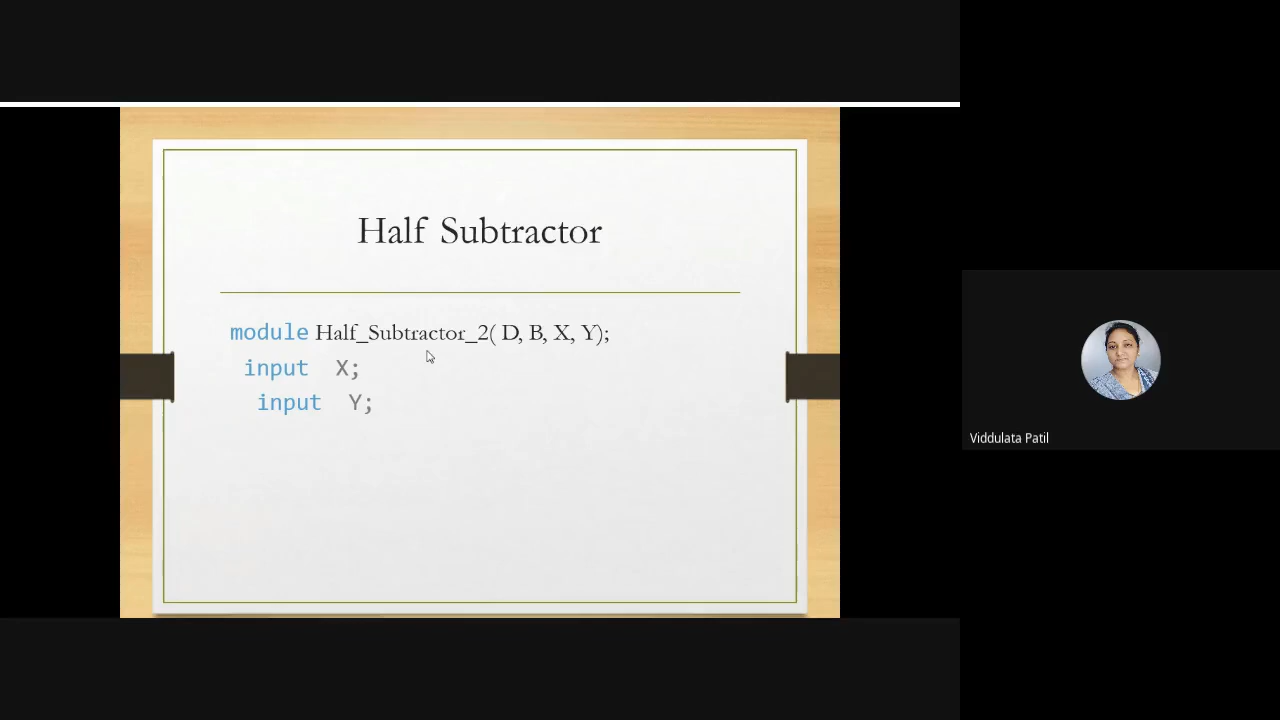 Half Subtractor
module Half_Subtractor_2( D, B, X, Y);
input X;
input Y;
Viddulata Patil